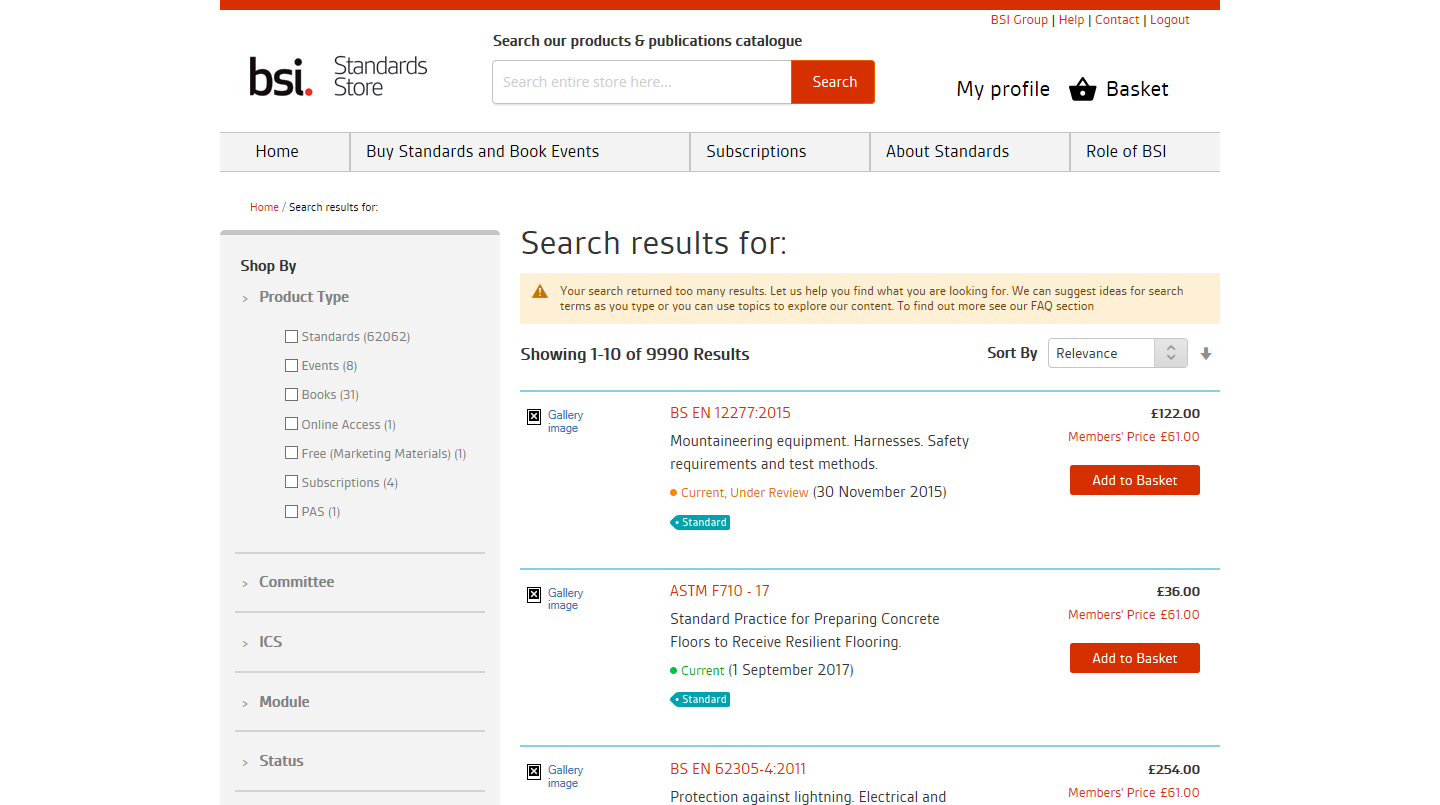 BSI Group | Help | Contact | Logout
Search our products & publications catalogue
bsi. Standards Store
Search entire store here...
Search
My profile
Basket
Home
Buy Standards and Book Events
Subscriptions
About Standards
Role of BSI
Home / Search results for:
Shop By
> Product Type
Standards (62062)
Events (8)
Books (31)
Online Access (1)
Free (Marketing Materials) (1)
Subscriptions (4)
PAS (1)
> Committee
> ICS
> Module
> Status
Search results for:
Your search returned too many results. Let us help you find what you are looking for. We can suggest ideas for search
terms as you type or you can use topics to explore our content. To find out more see our FAQ section
Showing 1-10 of 9990 Results
Sort By
Relevance
Gallery
image
BS EN 12277:2015
Mountaineering equipment. Harnesses. Safety
requirements and test methods.
Current, Under Review (30 November 2015)
Standard
£122.00
Members' Price £61.00
Add to Basket
Gallery
image
ASTM F710 - 17
Standard Practice for Preparing Concrete
Floors to Receive Resilient Flooring.
Current (1 September 2017)
Standard
£36.00
Members' Price £61.00
Add to Basket
Gallery
image
BS EN 62305-4:2011
Protection against lightning. Electrical and
£254.00
Members' Price £61.00